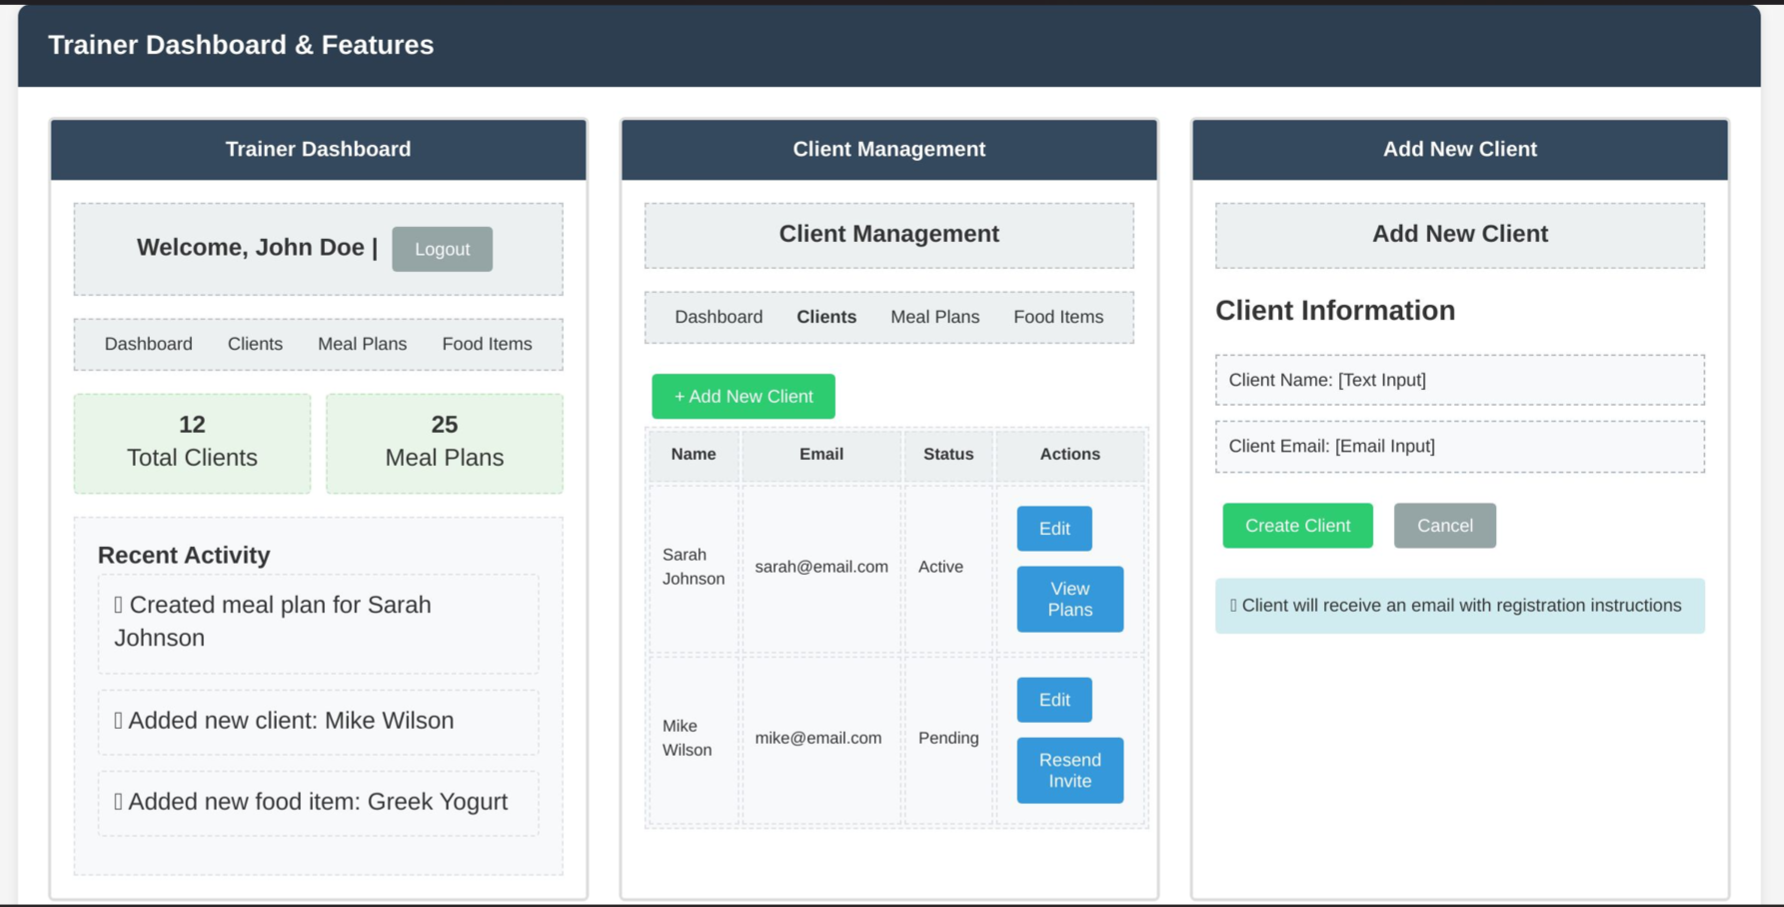 Trainer Dashboard & Features
Trainer Dashboard
Welcome, John Doe |
Logout
Dashboard Clients Meal Plans Food Items
12
Total Clients
25
Meal Plans
Recent Activity
Created meal plan for Sarah
Johnson
Added new client: Mike Wilson
Added new food item: Greek Yogurt
Client Management
Client Management
Dashboard Clients Meal Plans Food Items
+ Add New Client
Name Email Status Actions
Sarah
Johnson
sarah@email.com
Active
Edit
View
Plans
Mike
Wilson
mike@email.com
Pending
Edit
Resend
Invite
Add New Client
Add New Client
Client Information
Client Name: [Text Input]
Client Email: [Email Input]
Create Client
Cancel
Client will receive an email with registration instructions